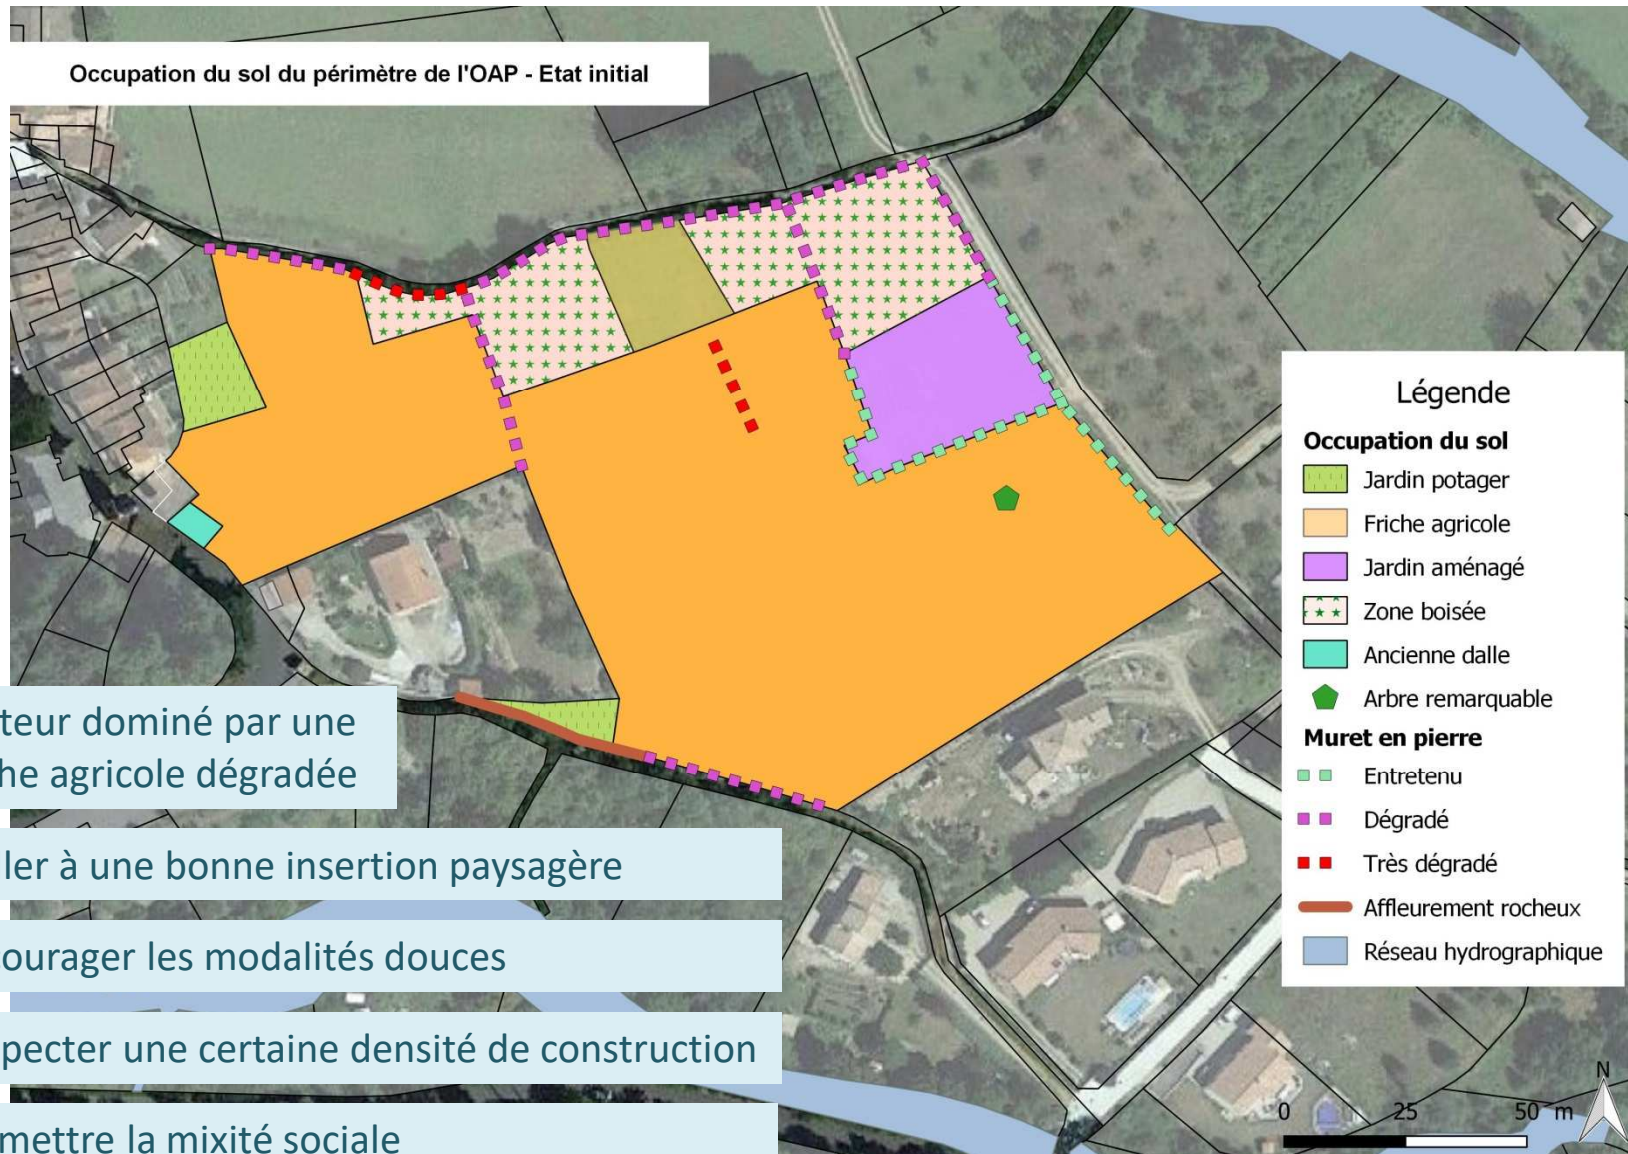 Occupation du sol du périmètre de l'OAP - Etat initial
Légende
Occupation du sol
Jardin potager
Friche agricole
Jardin aménagé
Zone boisée
Ancienne dalle
Arbre remarquable
Muret en pierre
Entretenu
Dégradé
Très dégradé
Affleurement rocheux
Réseau hydrographique
teur dominé par une
he agricole dégradée
ler à une bonne insertion paysagère
ourager les modalités douces
pecter une certaine densité de construction
mettre la mixité sociale
N
0 25 50 m